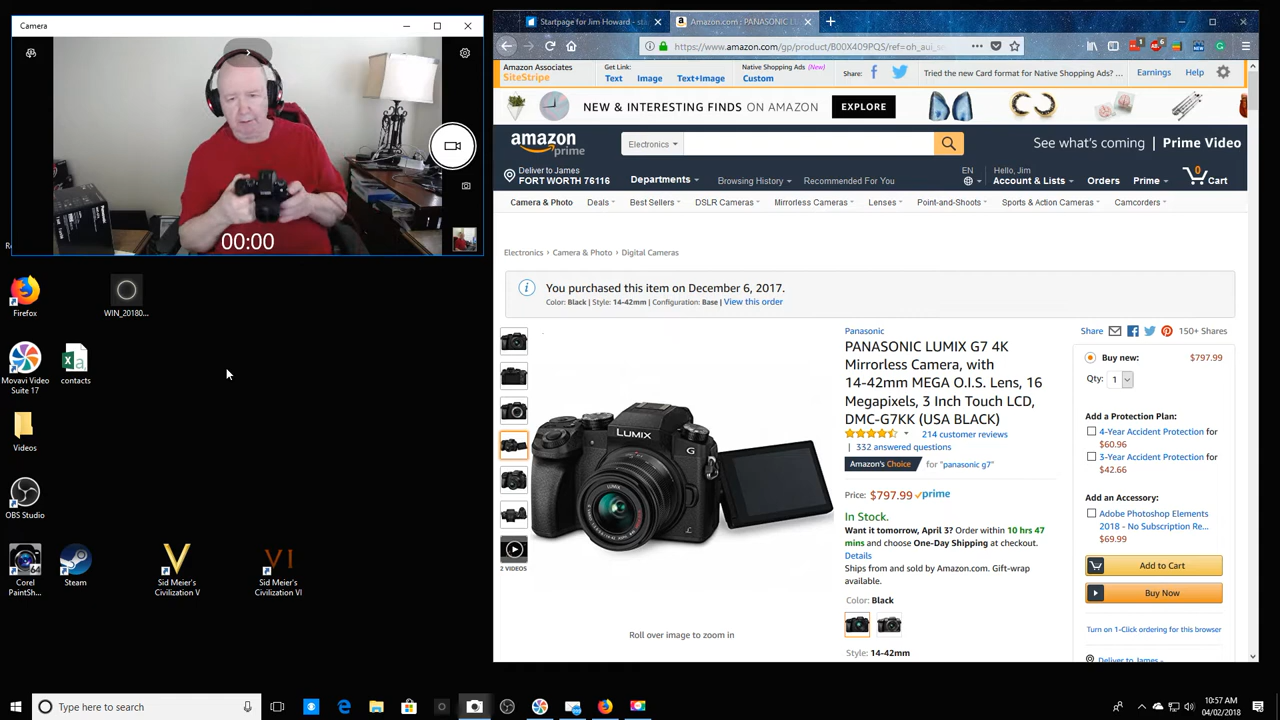 Camera
00:00
Firefox
WIN_20180...
Movavi Video
Suite 17
contacts
Videos
OBS Studio
Corel
PaintSh...
Steam
Sid Meier's
Civilization V
Sid Meier's
Civilization VI
Startpage for Jim Howard - sta
Amazon.com : PANASONIC LU
https://www.amazon.com/gp/product/B00X409PQS/ref=oh_aui_se
Amazon Associates
SiteStripe
Get Link:
Text
Image
Text+Image
Native Shopping Ads (New)
Custom
Share:
Tried the new Card format for Native Shopping Ads? ...
Earnings
Help
NEW & INTERESTING FINDS ON AMAZON
EXPLORE
amazon
prime
Electronics
See what's coming
Prime Video
Deliver to James
FORT WORTH 76116
Departments
Browsing History
Recommended For You
EN
Hello, Jim
Account & Lists
Orders
Prime
0
Cart
Camera & Photo
Deals
Best Sellers
DSLR Cameras
Mirrorless Cameras
Lenses
Point-and-Shoots
Sports & Action Cameras
Camcorders
Electronics › Camera & Photo › Digital Cameras
You purchased this item on December 6, 2017.
Color: Black | Style: 14-42mm | Configuration: Base | View this order
2 VIDEOS
LUMIX
G
Roll over image to zoom in
Panasonic
PANASONIC LUMIX G7 4K
Mirrorless Camera, with
14-42mm MEGA O.I.S. Lens, 16
Megapixels, 3 Inch Touch LCD,
DMC-G7KK (USA BLACK)
214 customer reviews
| 332 answered questions
Amazon's Choice for "panasonic g7"
Price: $797.99 prime
In Stock.
Want it tomorrow, April 3? Order within 10 hrs 47
mins and choose One-Day Shipping at checkout.
Details
Ships from and sold by Amazon.com. Gift-wrap
available.
Color: Black
Style: 14-42mm
Share
150+ Shares
Buy new:
$797.99
Qty: 1
Add a Protection Plan:
4-Year Accident Protection for
$60.96
3-Year Accident Protection for
$42.66
Add an Accessory:
Adobe Photoshop Elements
2018 - No Subscription Re...
$69.99
Add to Cart
Buy Now
Turn on 1-Click ordering for this browser
Deliver to James -
Type here to search
10:57 AM
04/02/2018